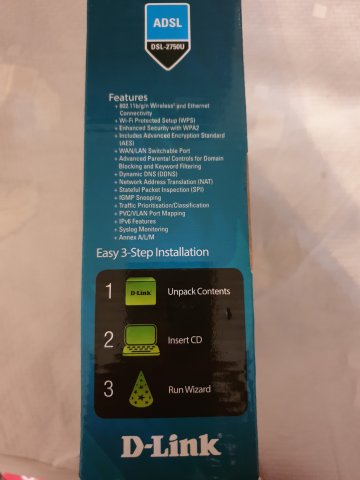 ADSL
DSL-2750U
Features
+ 802.11b/g/n Wireless¹ and Ethernet
Connectivity
+ Wi-Fi Protected Setup (WPS)
+ Enhanced Security with WPA2
+ Includes Advanced Encryption Standard
(AES)
+ WAN/LAN Switchable Port
+ Advanced Parental Controls for Domain
Blocking and Keyword Filtering
+ Dynamic DNS (DDNS)
+ Network Address Translation (NAT)
+ Stateful Packet Inspection (SPI)
+ IGMP Snooping
+ Traffic Prioritisation/Classification
+ PVC/VLAN Port Mapping
+ IPv6 Features
+ Syslog Monitoring
+ Annex A/L/M
Easy 3-Step Installation
1 D-Link Unpack Contents
2 Insert CD
3 Run Wizard
D-Link